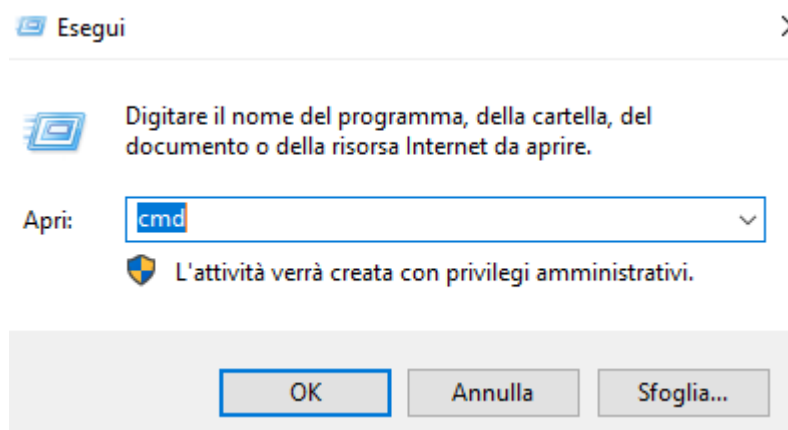 Esegui
Digitare il nome del programma, della cartella, del
documento o della risorsa Internet da aprire.
Apri: cmd
L'attività verrà creata con privilegi amministrativi.
OK Annulla Sfoglia...